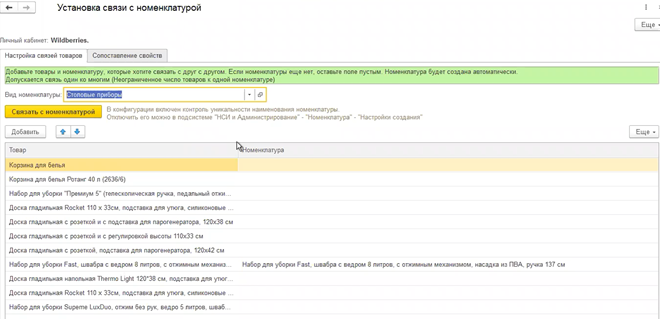 Установка связи с номенклатурой
Еще
Личный кабинет: Wildberries.
Настройка связей товаров Сопоставление свойств
Добавьте товары и номенклатуру, которые хотите связать с друг с другом. Если номенклатуры еще нет, оставьте поле пустым. Номенклатура будет создана автоматически.
Допускается связь один ко многим (Неограниченное число товаров к одной номенклатуре)
Вид номенклатуры: Столовые приборы
Связать с номенклатурой
В конфигурации включен контроль уникальности наименования номенклатуры.
Отключить его можно в подсистеме "НСИ и Администрирование" - "Номенклатура" - "Настройки создания"
Добавить Еще
Товар Номенклатура
Корзина для белья
Корзина для белья Ротанг 40 л (2636/6)
Набор для уборки "Премиум 5" (телескопическая ручка, педальный отжи...
Доска гладильная Rocket 110 x 33см, подставка для утюга, силиконовые ...
Доска гладильная с розеткой и с подставка для парогенератора, 120x38 см
Доска гладильная с розеткой и с регулировкой высоты 110x33 см
Доска гладильная с розеткой, подставка для парогенератора, 120x42 см
Набор для уборки Fast, швабра с ведром 8 литров, с отжимным механиз... Набор для уборки Fast, швабра с ведром 8 литров, с отжимным механизмом, насадка из ПВА, ручка 137 см
Доска гладильная напольная Thermo Light 120*38 см, подставка для утюг...
Доска гладильная Rocket 110 x 33см, подставка для утюга, силиконовые ...
Набор для уборки Supeme LuxDuo, отжим без рук, ведро 5 литров, шваб...